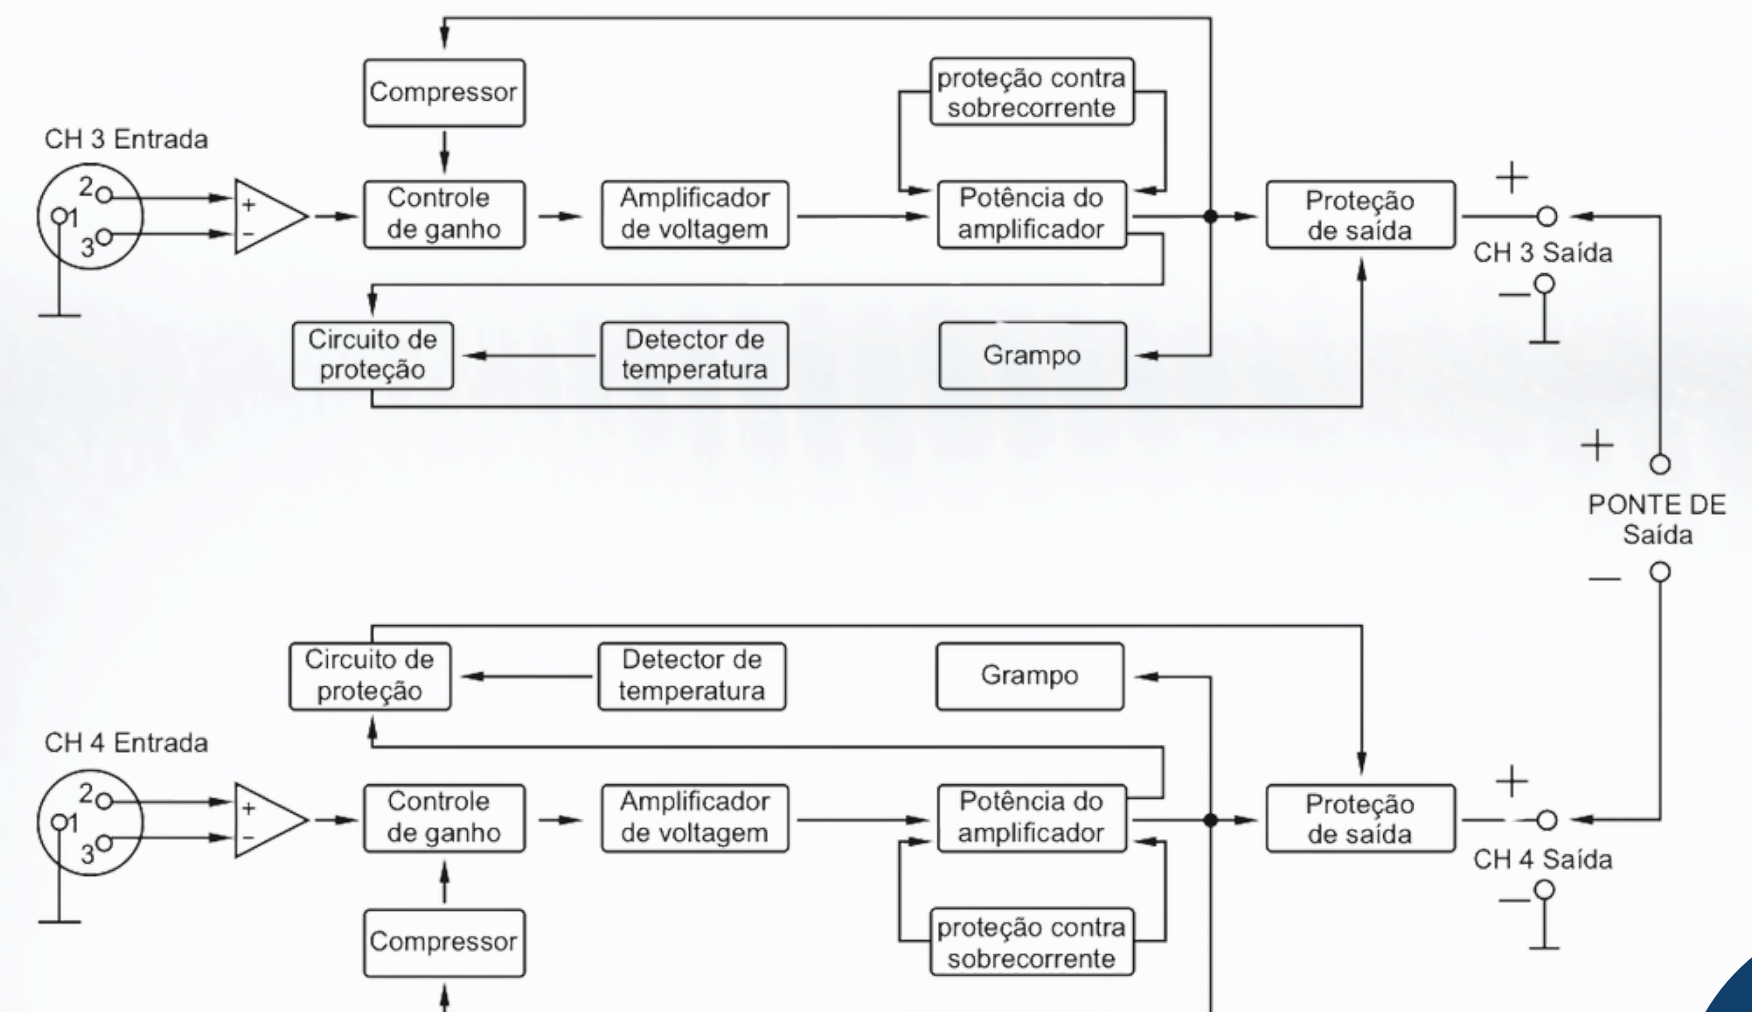 Compressor
proteção contra
sobrecorrente
CH 3 Entrada
2
1
3
+
−
Controle
de ganho
Amplificador
de voltagem
Potência do
amplificador
Proteção
de saída
+
CH 3 Saída
−
Circuito de
proteção
Detector de
temperatura
Grampo
+
PONTE DE
Saída
−
Circuito de
proteção
Detector de
temperatura
Grampo
CH 4 Entrada
2
1
3
+
−
Controle
de ganho
Amplificador
de voltagem
Potência do
amplificador
Proteção
de saída
+
CH 4 Saída
−
Compressor
proteção contra
sobrecorrente